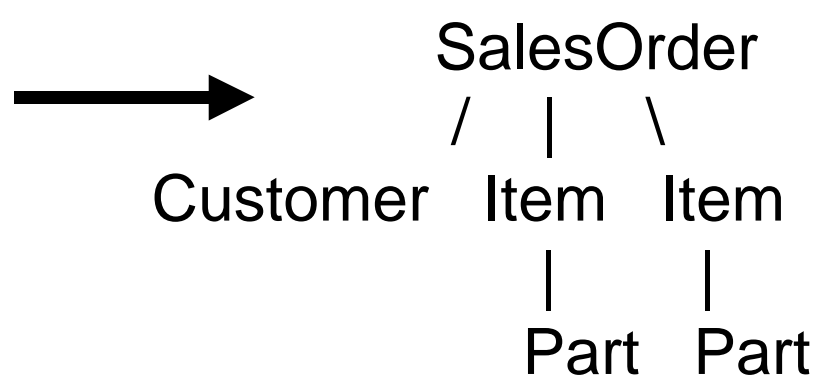 SalesOrder
/ | \
Customer Item Item
| |
Part Part